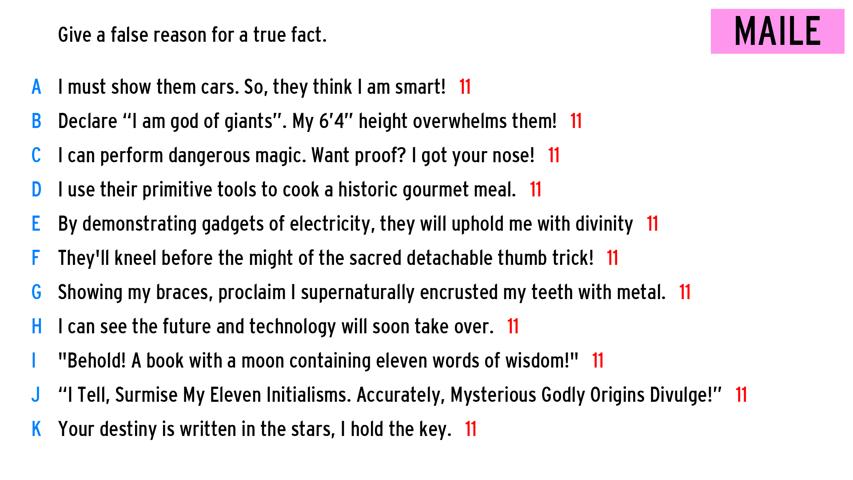 Give a false reason for a true fact.
MAILE
A I must show them cars. So, they think I am smart! 11
B Declare “I am god of giants”. My 6’4” height overwhelms them! 11
C I can perform dangerous magic. Want proof? I got your nose! 11
D I use their primitive tools to cook a historic gourmet meal. 11
E By demonstrating gadgets of electricity, they will uphold me with divinity 11
F They'll kneel before the might of the sacred detachable thumb trick! 11
G Showing my braces, proclaim I supernaturally encrusted my teeth with metal. 11
H I can see the future and technology will soon take over. 11
I "Behold! A book with a moon containing eleven words of wisdom!" 11
J “I Tell, Surmise My Eleven Initialisms. Accurately, Mysterious Godly Origins Divulge!” 11
K Your destiny is written in the stars, I hold the key. 11